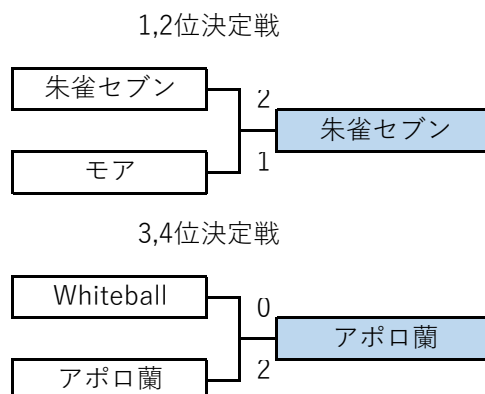 1,2位決定戦
朱雀セブン
2
朱雀セブン
モア
1
3,4位決定戦
Whiteball
0
アポロ蘭
アポロ蘭
2